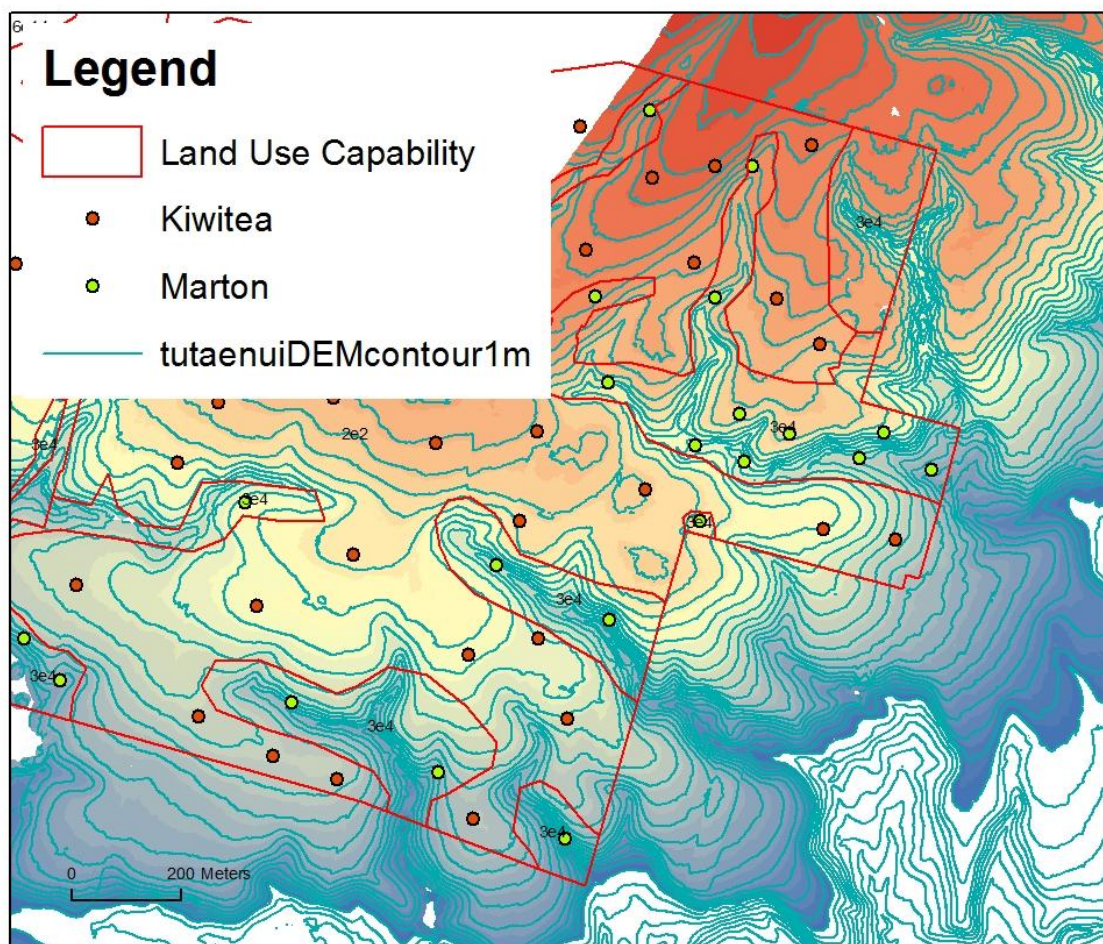 Legend
Land Use Capability
Kiwitea
Marton
tutaenuiDEMcontour1m
3e4
3e4
2e2
3e4
3e4
3e4
3e4
3e4
3e4
3e4
0 200 Meters